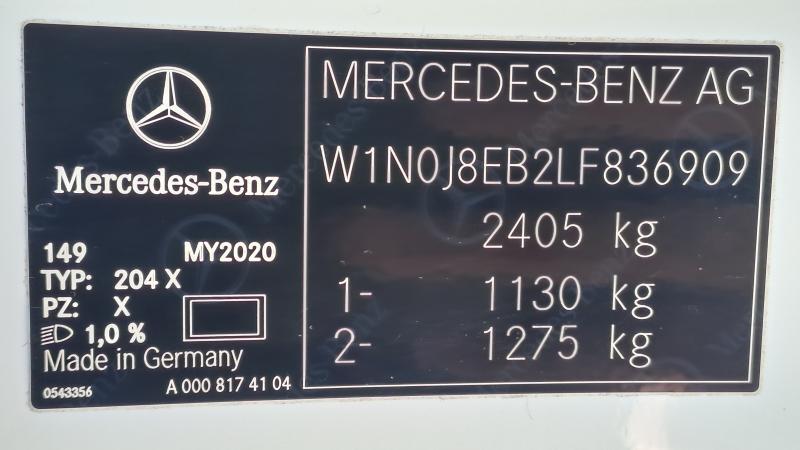 Mercedes-Benz
149 MY2020
TYP: 204 X
PZ: X
1,0 %
Made in Germany
0543356 A 000 817 41 04
MERCEDES-BENZ AG
W1N0J8EB2LF836909
2405 kg
1- 1130 kg
2- 1275 kg